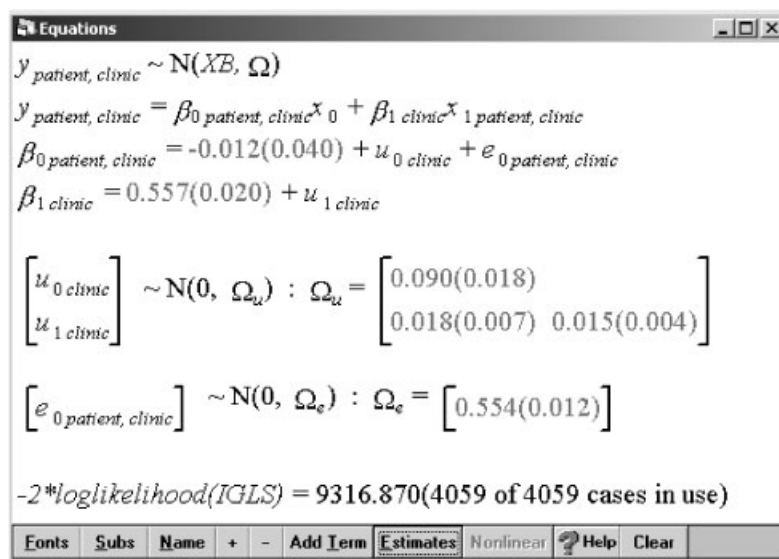 Equations
y patient, clinic ~ N(XB, Ω)
y patient, clinic = β0 patient, clinic x 0 + β1 clinic x 1 patient, clinic
β0 patient, clinic = -0.012(0.040) + u 0 clinic + e 0 patient, clinic
β1 clinic = 0.557(0.020) + u 1 clinic
[u 0 clinic
u 1 clinic] ~ N(0, Ωu) : Ωu = [0.090(0.018)
0.018(0.007) 0.015(0.004)]
[e 0 patient, clinic] ~ N(0, Ωe) : Ωe = [0.554(0.012)]
-2*loglikelihood(IGLS) = 9316.870(4059 of 4059 cases in use)
Fonts Subs Name + - Add Term Estimates Nonlinear ? Help Clear